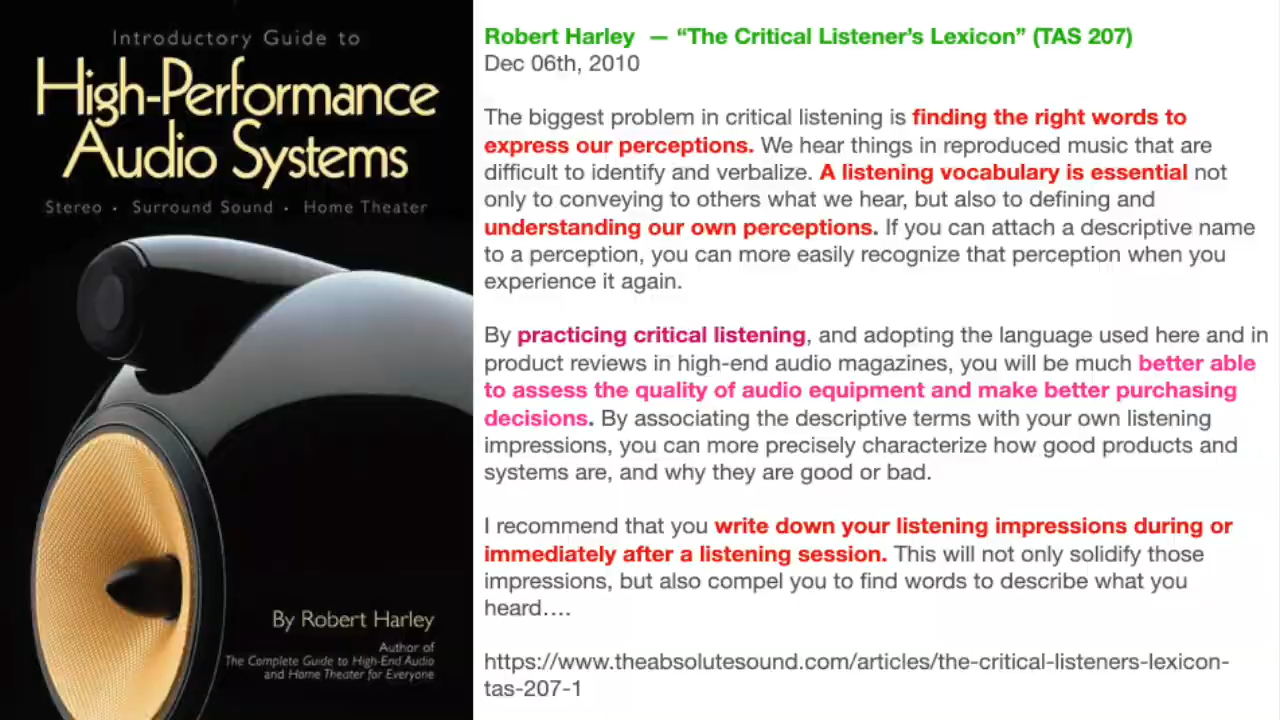 Introductory Guide to
High-Performance
Audio Systems
Stereo • Surround Sound • Home Theater
By Robert Harley
Author of
The Complete Guide to High-End Audio
and Home Theater for Everyone
Robert Harley — “The Critical Listener’s Lexicon” (TAS 207)
Dec 06th, 2010
The biggest problem in critical listening is finding the right words to
express our perceptions. We hear things in reproduced music that are
difficult to identify and verbalize. A listening vocabulary is essential not
only to conveying to others what we hear, but also to defining and
understanding our own perceptions. If you can attach a descriptive name
to a perception, you can more easily recognize that perception when you
experience it again.
By practicing critical listening, and adopting the language used here and in
product reviews in high-end audio magazines, you will be much better able
to assess the quality of audio equipment and make better purchasing
decisions. By associating the descriptive terms with your own listening
impressions, you can more precisely characterize how good products and
systems are, and why they are good or bad.
I recommend that you write down your listening impressions during or
immediately after a listening session. This will not only solidify those
impressions, but also compel you to find words to describe what you
heard….
https://www.theabsolutesound.com/articles/the-critical-listeners-lexicon-
tas-207-1